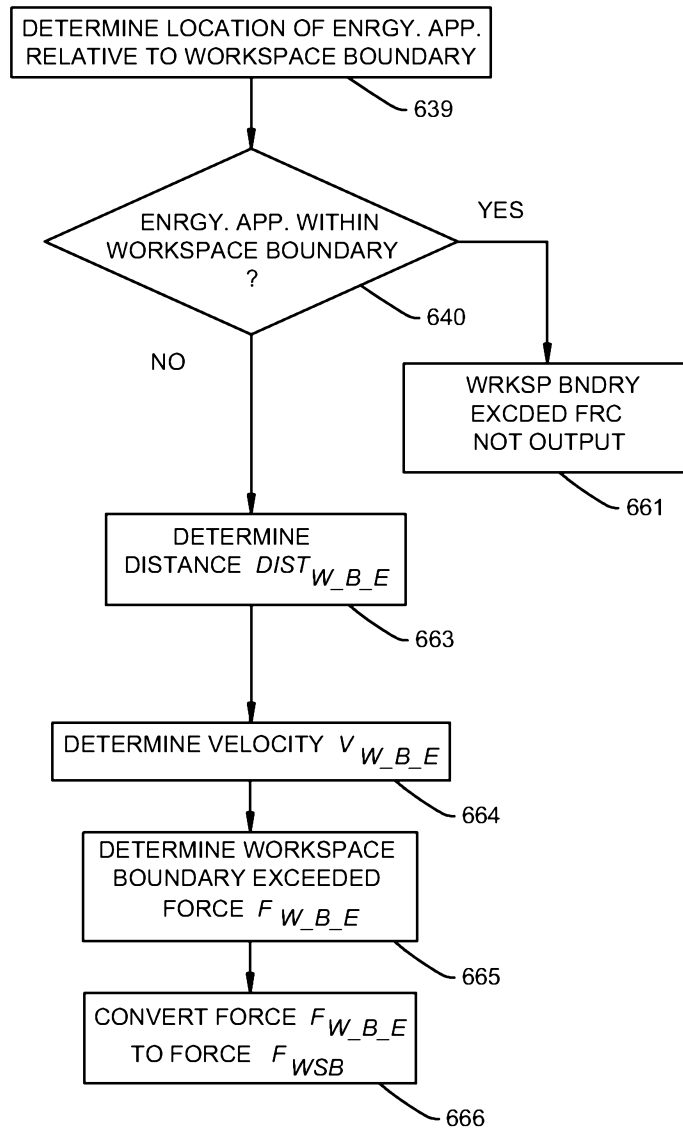 DETERMINE LOCATION OF ENRGY. APP.
RELATIVE TO WORKSPACE BOUNDARY
639
ENRGY. APP. WITHIN
WORKSPACE BOUNDARY
?
YES
640
NO
WRKSP BNDRY
EXCDED FRC
NOT OUTPUT
661
DETERMINE
DISTANCE DIST W_B_E
663
DETERMINE VELOCITY V W_B_E
664
DETERMINE WORKSPACE
BOUNDARY EXCEEDED
FORCE F W_B_E
665
CONVERT FORCE F W_B_E
TO FORCE F WSB
666